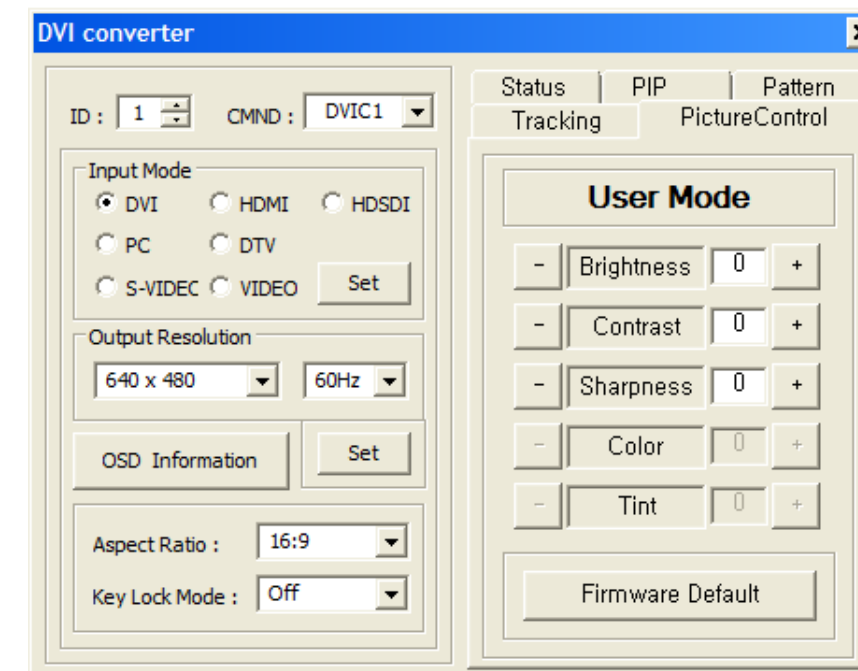 DVI converter
ID : 1 CMND : DVIC1
Input Mode
DVI HDMI HDSDI
PC DTV
S-VIDEC VIDEO Set
Output Resolution
640 x 480 60Hz
OSD Information Set
Aspect Ratio : 16:9
Key Lock Mode : Off
Status PIP Pattern
Tracking PictureControl
User Mode
- Brightness 0 +
- Contrast 0 +
- Sharpness 0 +
- Color 0 +
- Tint 0 +
Firmware Default